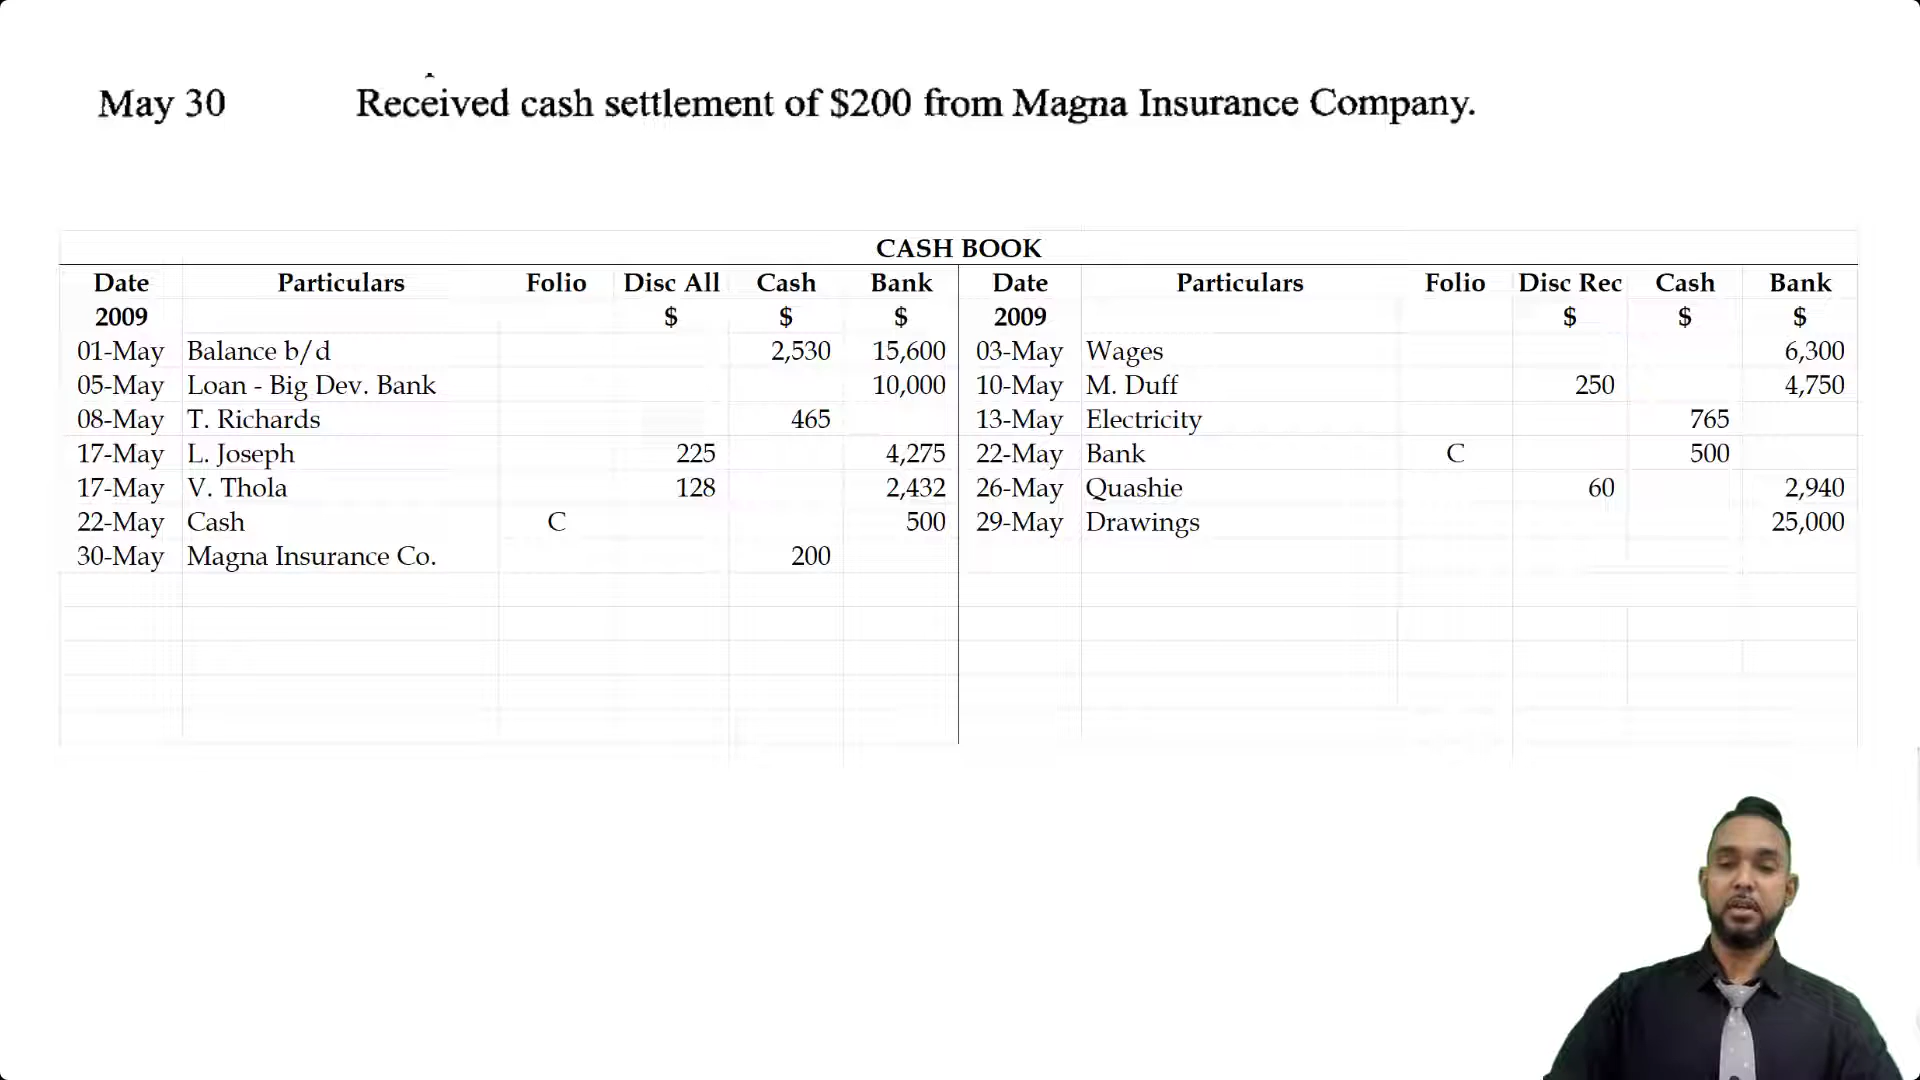 May 30 Received cash settlement of $200 from Magna Insurance Company.
CASH BOOK
Date Particulars Folio Disc All Cash Bank Date Particulars Folio Disc Rec Cash Bank
2009 $ $ $ 2009 $ $ $
01-May Balance b/d 2,530 15,600 03-May Wages 6,300
05-May Loan - Big Dev. Bank 10,000 10-May M. Duff 250 4,750
08-May T. Richards 465 13-May Electricity 765
17-May L. Joseph 225 4,275 22-May Bank C 500
17-May V. Thola 128 2,432 26-May Quashie 60 2,940
22-May Cash C 500 29-May Drawings 25,000
30-May Magna Insurance Co. 200